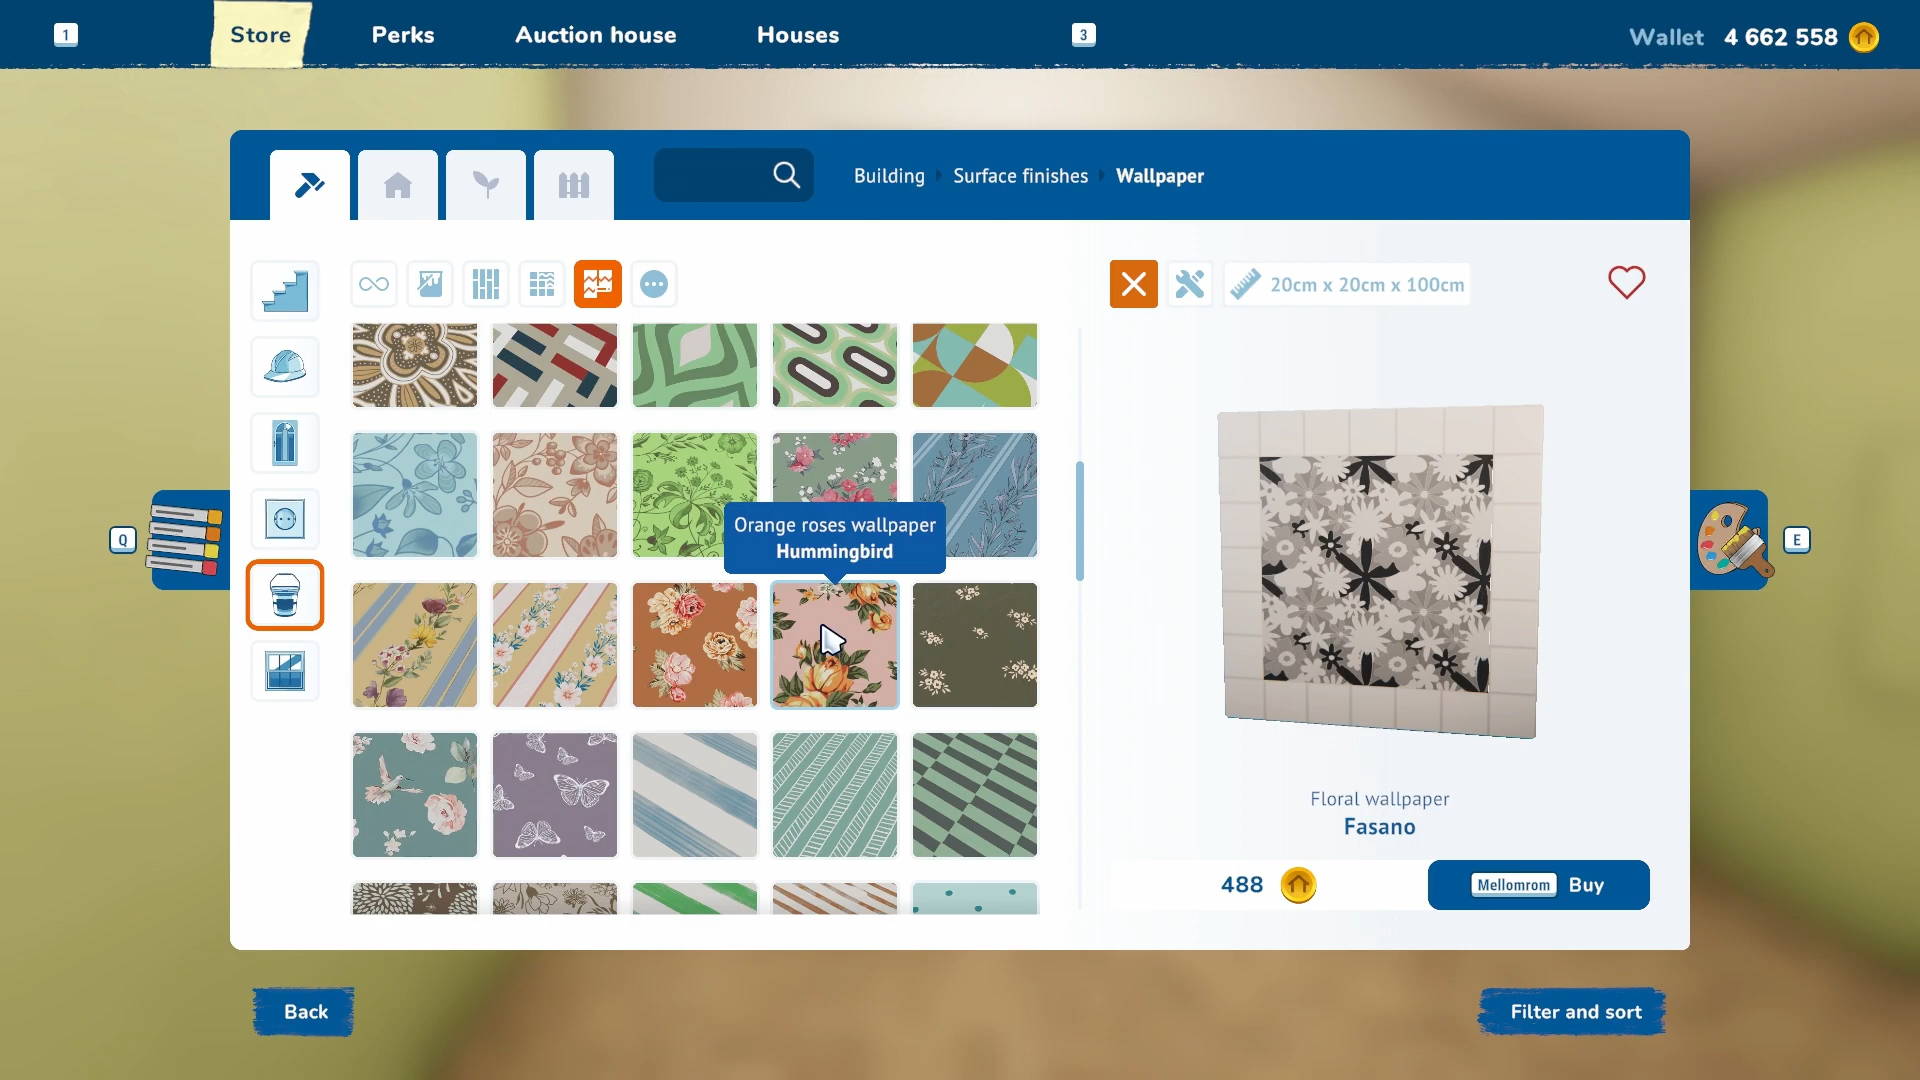 1
Store
Perks
Auction house
Houses
3
Wallet 4 662 558
Building
Surface finishes
Wallpaper
20cm x 20cm x 100cm
Orange roses wallpaper
Hummingbird
Q
E
Floral wallpaper
Fasano
488
Mellomrom Buy
Back
Filter and sort